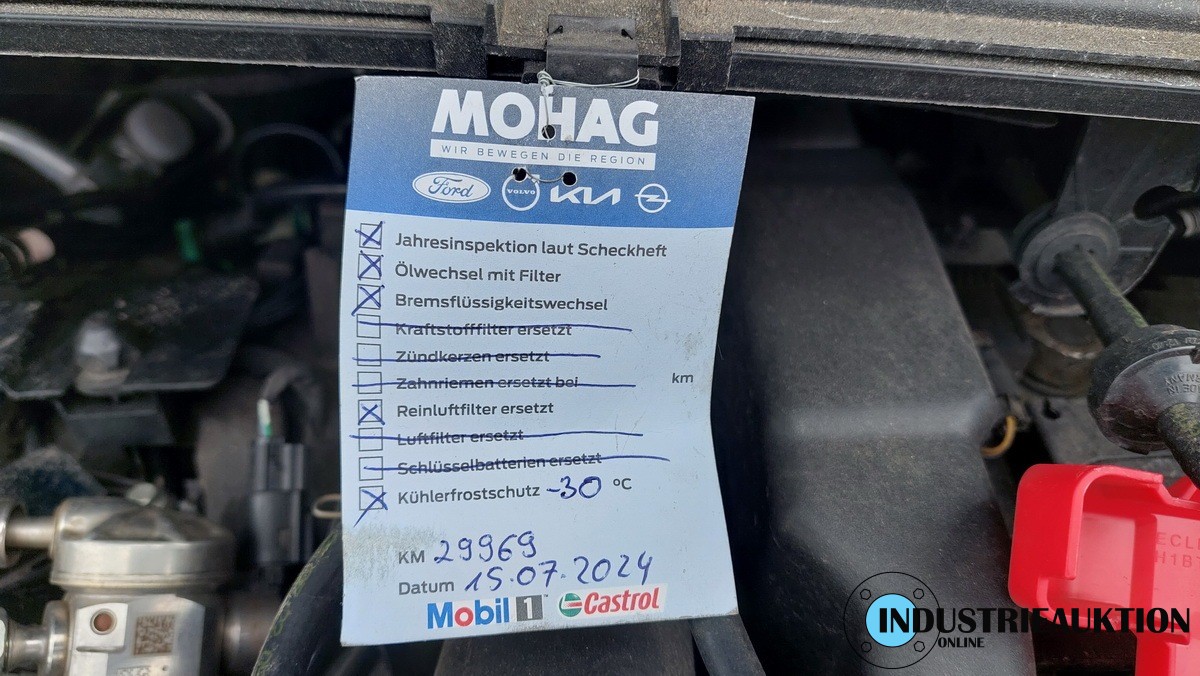 MOHAG
WIR BEWEGEN DIE REGION
Ford VOLVO KIA
Jahresinspektion laut Scheckheft
Ölwechsel mit Filter
Bremsflüssigkeitswechsel
Kraftstofffilter ersetzt
Zündkerzen ersetzt
Zahnriemen ersetzt bei km
Reinluftfilter ersetzt
Luftfilter ersetzt
Schlüsselbatterien ersetzt
Kühlerfrostschutz -30 °C
KM 29969
Datum 15.07.2024
Mobil 1 Castrol
INDUSTRIEAUKTION
ONLINE